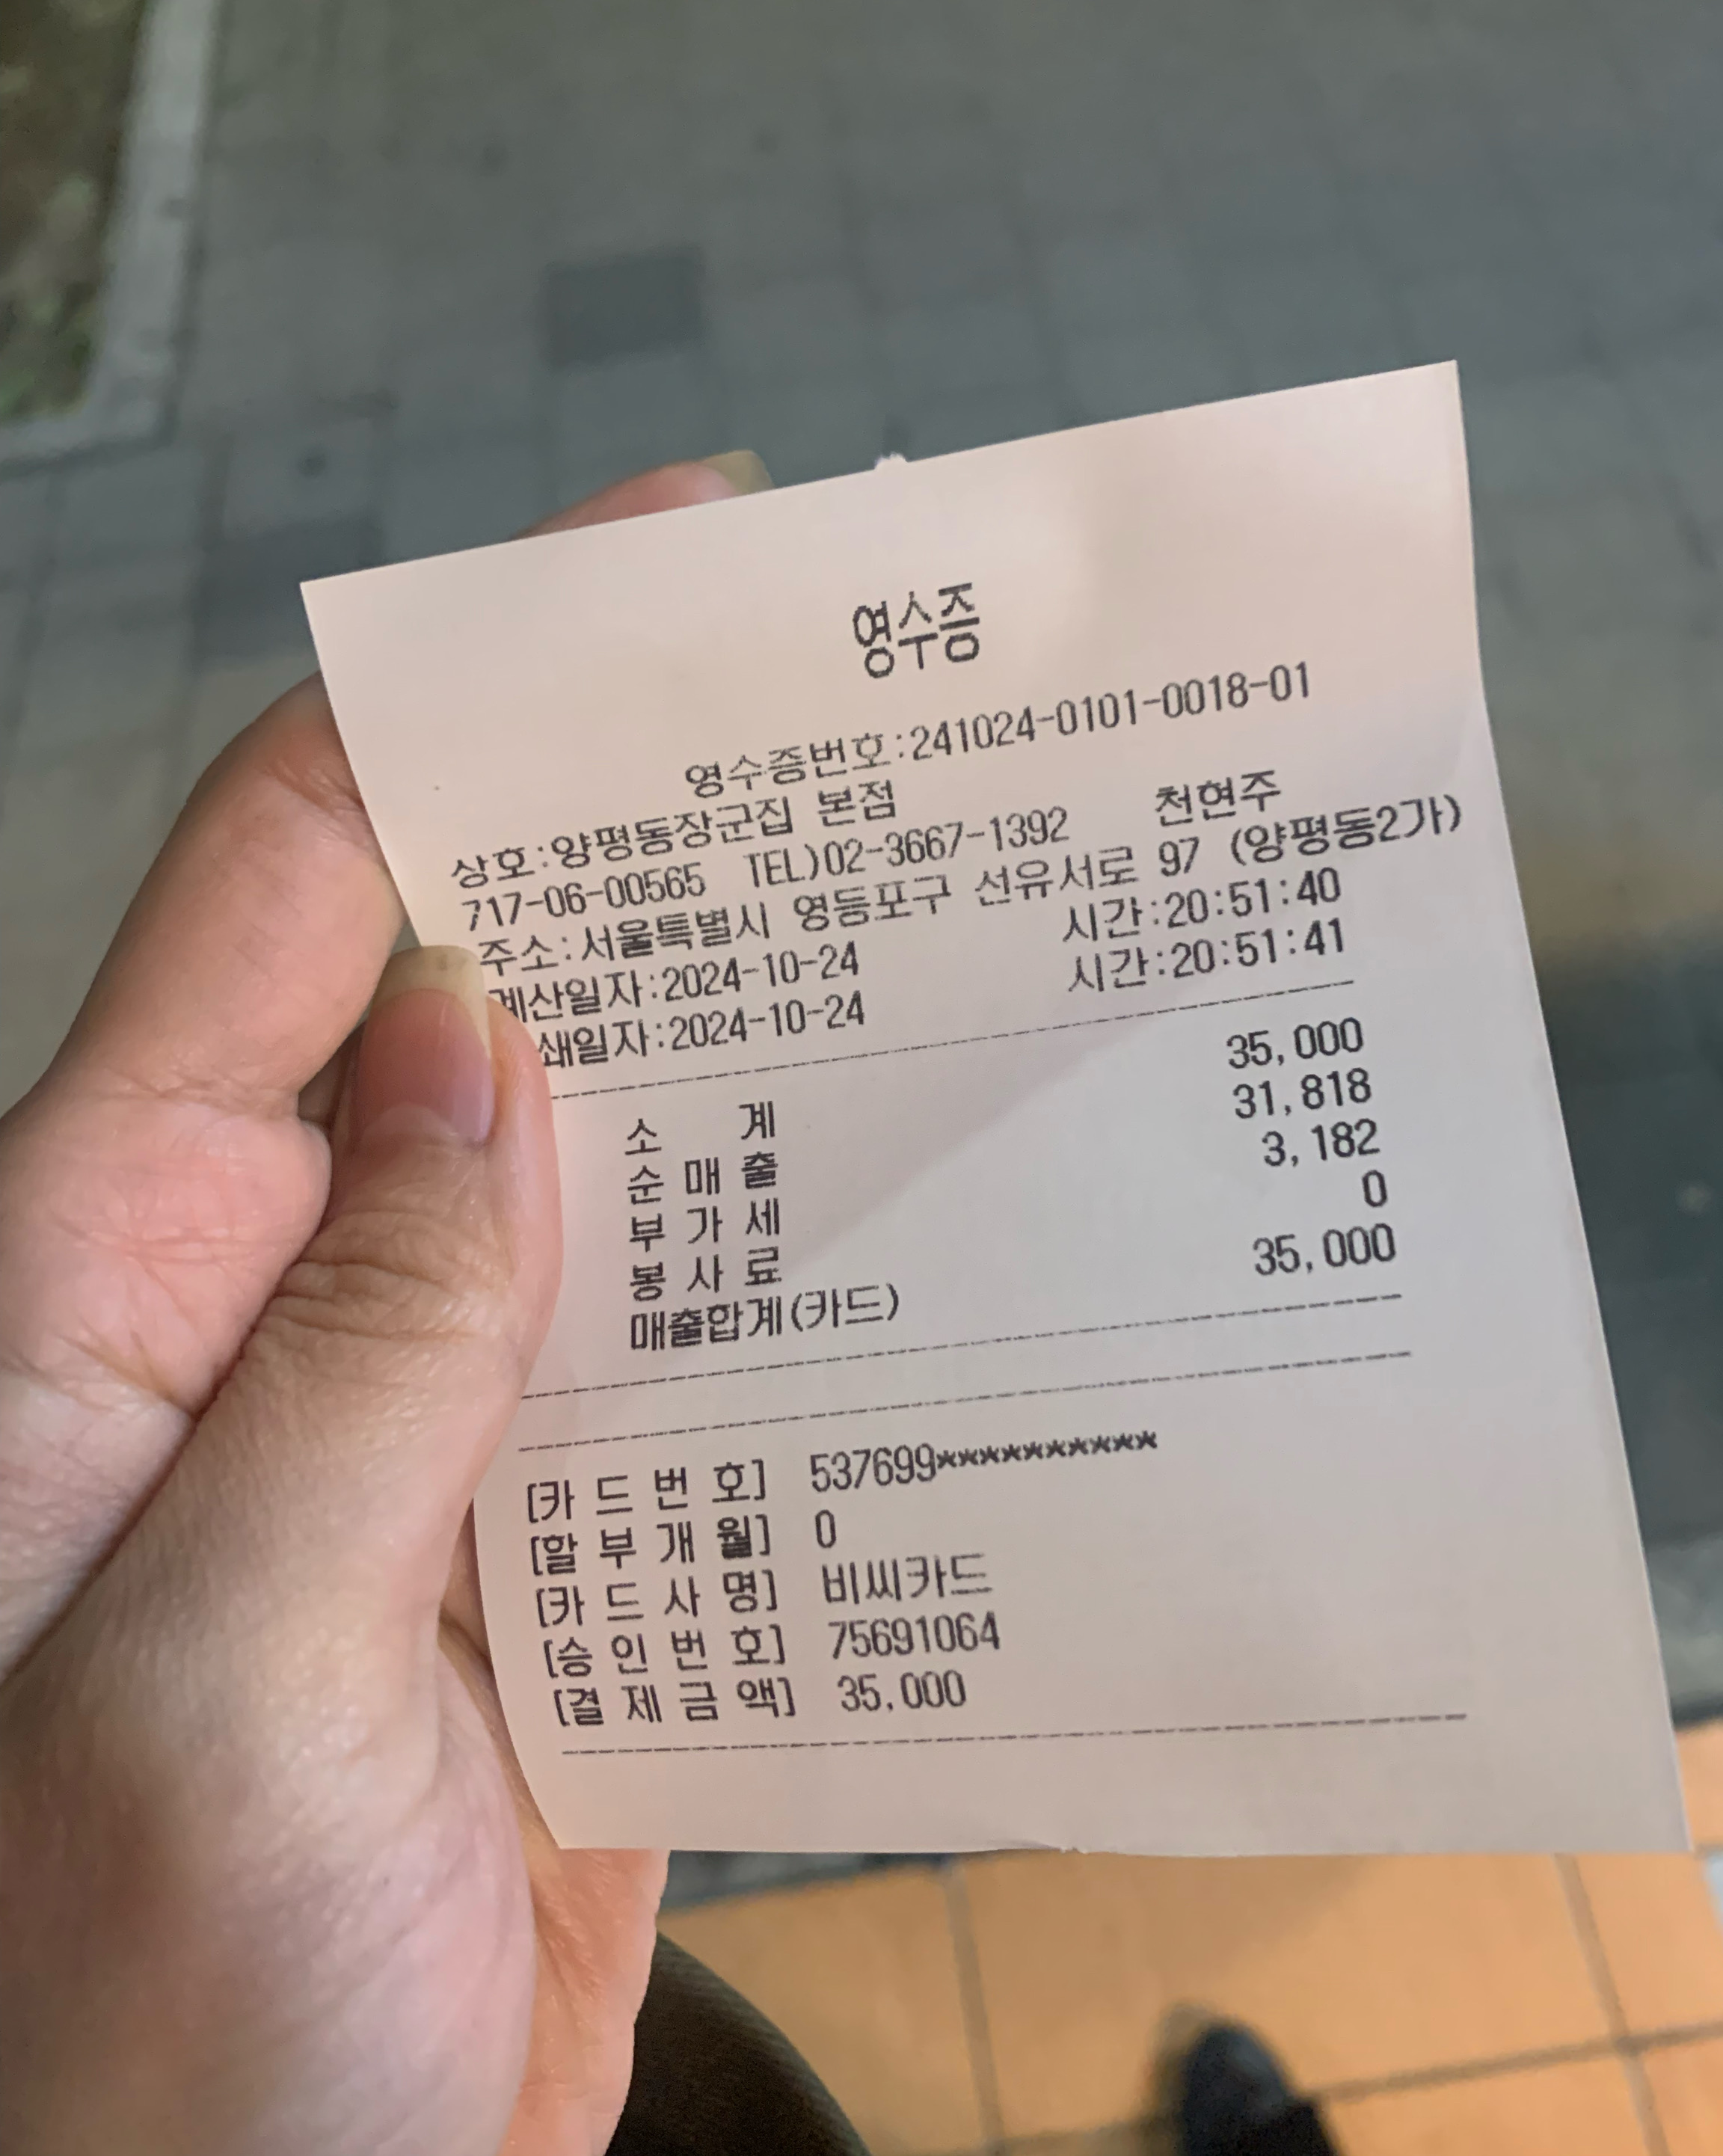 영수증
영수증번호:241024-0101-0018-01
상호:양평동장군집 본점 천현주
717-06-00565 TEL)02-3667-1392
주소:서울특별시 영등포구 선유서로 97 (양평동2가)
계산일자:2024-10-24 시간:20:51:40
쇄일자:2024-10-24 시간:20:51:41
소 계 35,000
순 매 출 31,818
부 가 세 3,182
봉 사 료 0
매출합계(카드) 35,000
[카 드 번 호] 537699**********
[할 부 개 월] 0
[카 드 사 명] 비씨카드
[승 인 번 호] 75691064
[결 제 금 액] 35,000